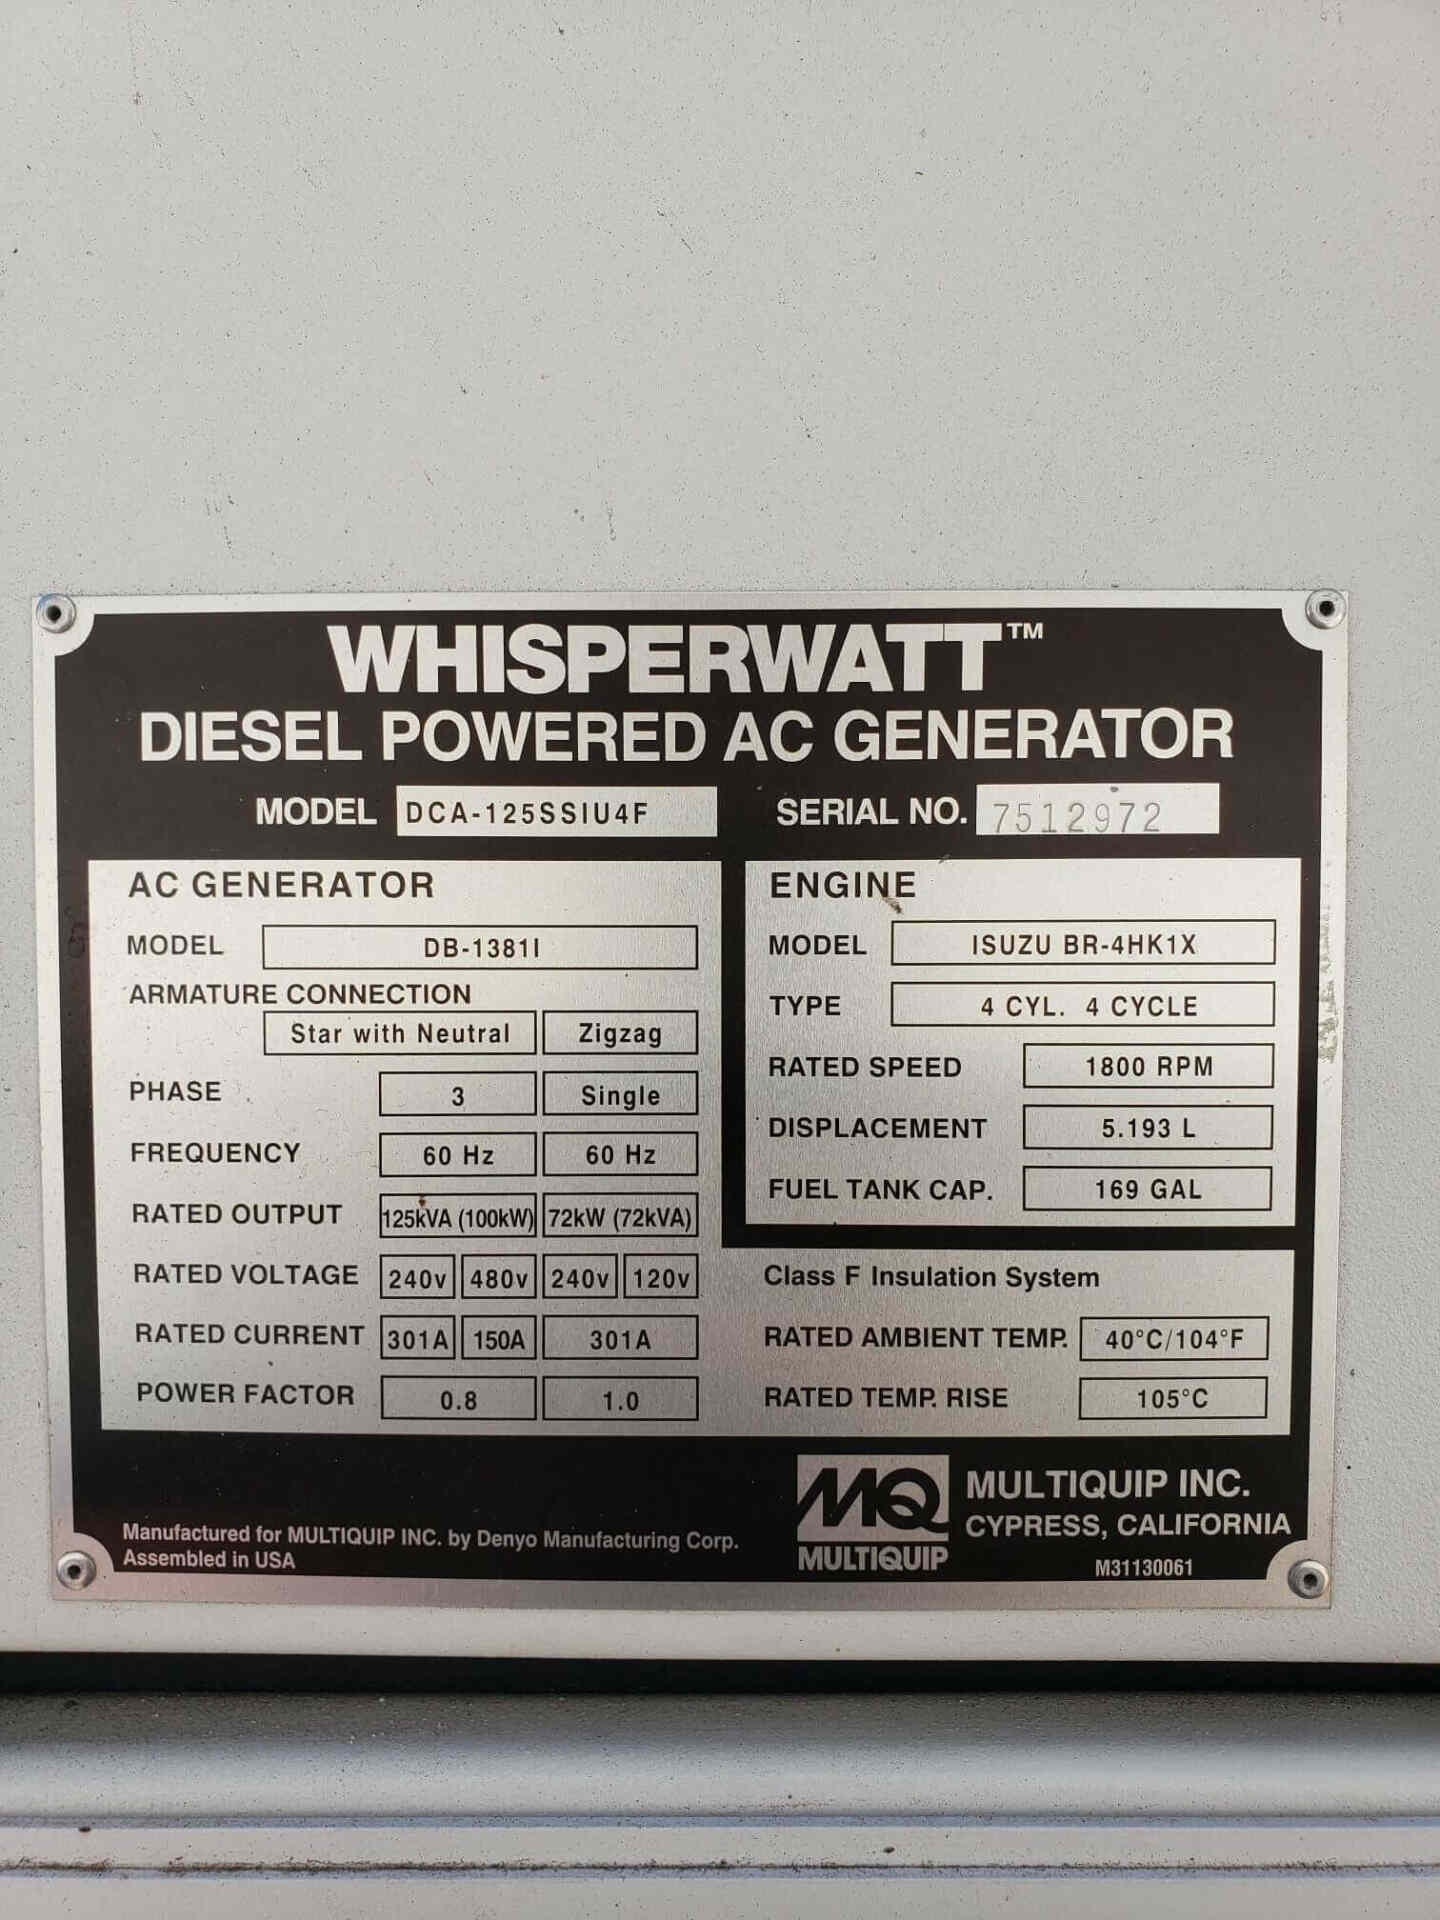 WHISPERWATT™
DIESEL POWERED AC GENERATOR
MODEL DCA-125SSIU4F
SERIAL NO. 7512972
AC GENERATOR
MODEL DB-1381I
ARMATURE CONNECTION
Star with Neutral Zigzag
PHASE 3 Single
FREQUENCY 60 Hz 60 Hz
RATED OUTPUT 125kVA (100kW) 72kW (72kVA)
RATED VOLTAGE 240v 480v 240v 120v
RATED CURRENT 301A 150A 301A
POWER FACTOR 0.8 1.0
ENGINE
MODEL ISUZU BR-4HK1X
TYPE 4 CYL. 4 CYCLE
RATED SPEED 1800 RPM
DISPLACEMENT 5.193 L
FUEL TANK CAP. 169 GAL
Class F Insulation System
RATED AMBIENT TEMP. 40°C/104°F
RATED TEMP. RISE 105°C
Manufactured for MULTIQUIP INC. by Denyo Manufacturing Corp.
Assembled in USA
MQ
MULTIQUIP
MULTIQUIP INC.
CYPRESS, CALIFORNIA
M31130061